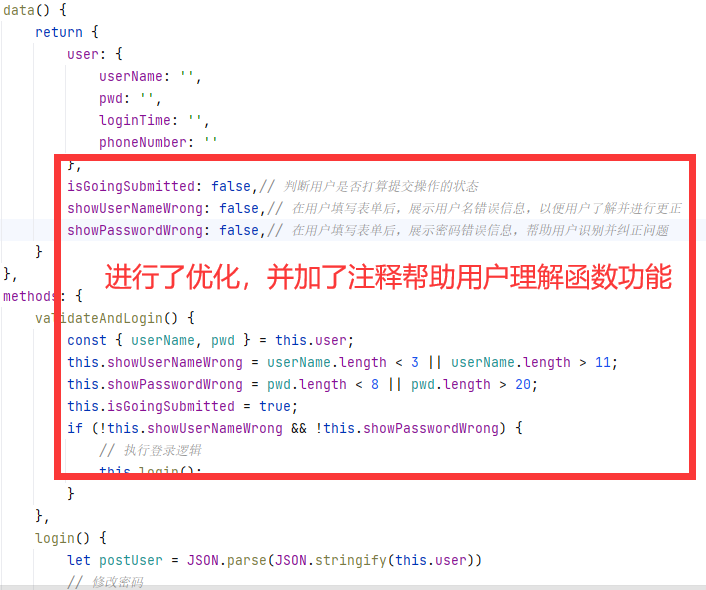 data() {
return {
user: {
userName: '',
pwd: '',
loginTime: '',
phoneNumber: ''
},
isGoingSubmitted: false,// 判断用户是否打算提交操作的状态
showUserNameWrong: false,// 在用户填写表单后，展示用户名错误信息，以便用户了解并进行更正
showPasswordWrong: false,// 在用户填写表单后，展示密码错误信息，帮助用户识别并纠正问题
}
},
进行了优化，并加了注释帮助用户理解函数功能
methods: {
validateAndLogin() {
const { userName, pwd } = this.user;
this.showUserNameWrong = userName.length < 3 || userName.length > 11;
this.showPasswordWrong = pwd.length < 8 || pwd.length > 20;
this.isGoingSubmitted = true;
if (!this.showUserNameWrong && !this.showPasswordWrong) {
// 执行登录逻辑
this.login();
}
},
login() {
let postUser = JSON.parse(JSON.stringify(this.user))
// 修改密码